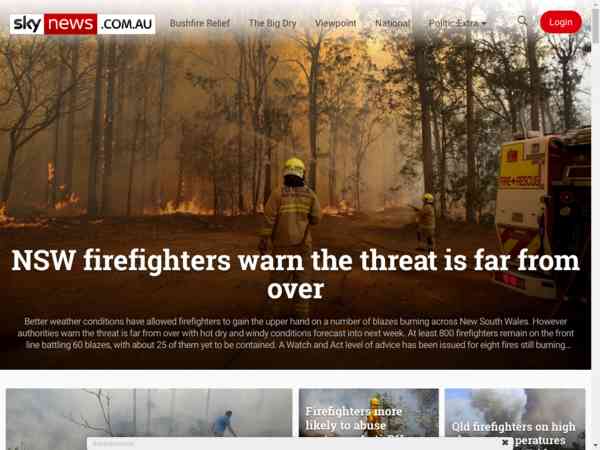 sky news .COM.AU
Bushfire Relief The Big Dry Viewpoint National Politic Extra Login
FIRE+RESCUE
NSW firefighters warn the threat is far from
over
Better weather conditions have allowed firefighters to gain the upper hand on a number of blazes burning across New South Wales. However
authorities warn the threat is far from over with hot dry and windy conditions forecast into next week. At least 800 firefighters remain on the front
line battling 60 blazes, with about 25 of them yet to be contained. A Watch and Act level of advice has been issued for eight fires still burning...
Firefighters more
likely to abuse
Qld firefighters on high
Advertisement